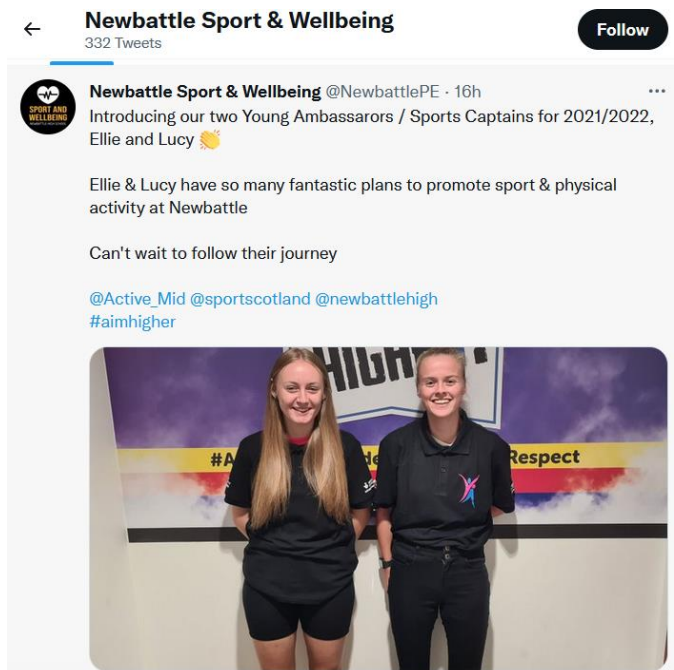 Newbattle Sport & Wellbeing
332 Tweets
Follow
Newbattle Sport & Wellbeing @NewbattlePE · 16h
SPORT AND
WELLBEING
Introducing our two Young Ambassarors / Sports Captains for 2021/2022,
Ellie and Lucy 👏
Ellie & Lucy have so many fantastic plans to promote sport & physical
activity at Newbattle
Can't wait to follow their journey
@Active_Mid @sportscotland @newbattlehigh
#aimhigher
#A
Respect